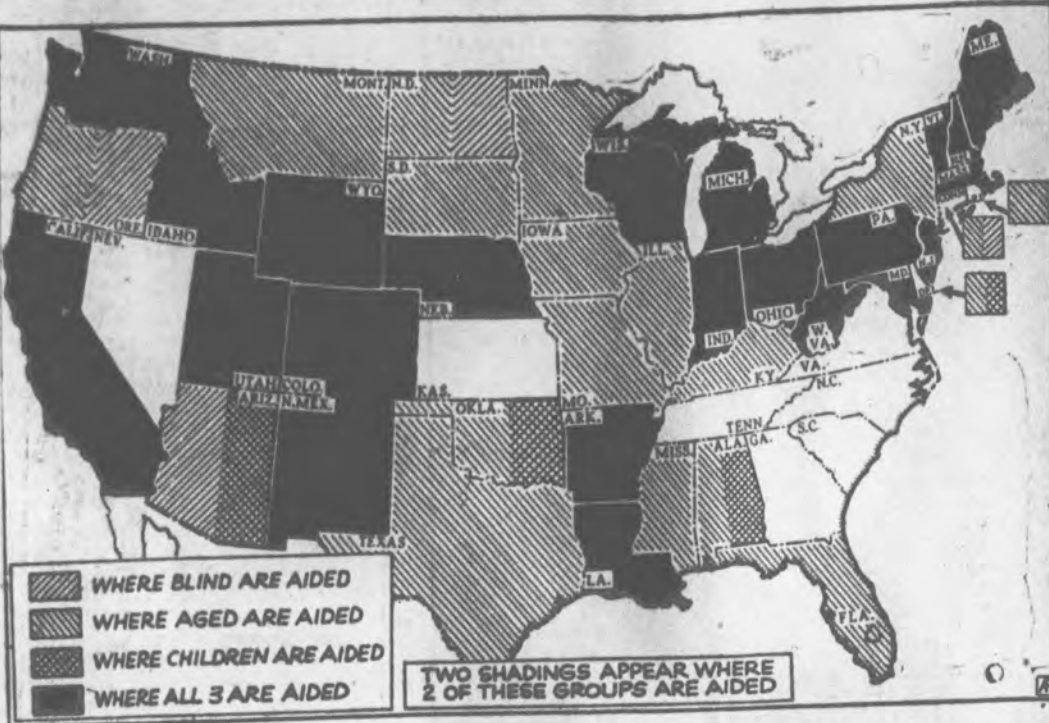 WASH.
MONT.
N.D.
MINN.
ME.
WIS.
N.Y.
VT.
N.H.
MASS.
S.D.
WYO.
MICH.
IOWA
PA.
CALIF.
NEV.
ORE.
IDAHO
ILL.
N.J.
MD.
NEB.
IND.
OHIO
W.
VA.
VA.
KY.
N.C.
UTAH
COLO.
KAS.
ARIZ.
N.MEX.
OKLA.
MO.
ARK.
TENN.
S.C.
MISS.
ALA.
GA.
TEXAS
LA.
FLA.
WHERE BLIND ARE AIDED
WHERE AGED ARE AIDED
WHERE CHILDREN ARE AIDED
WHERE ALL 3 ARE AIDED
TWO SHADINGS APPEAR WHERE
2 OF THESE GROUPS ARE AIDED